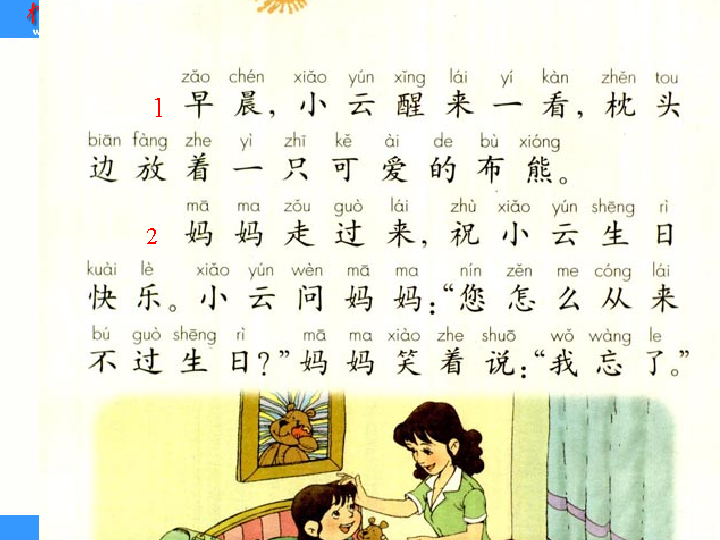 zǎo chén xiǎo yún xǐng lái yí kàn zhěn tou
1 早晨，小云醒来一看，枕头
biān fàng zhe yì zhī kě ài de bù xióng
边放着一只可爱的布熊。
mā ma zǒu guò lái zhù xiǎo yún shēng rì
2 妈妈走过来，祝小云生日
kuài lè xiǎo yún wèn mā ma nín zěn me cóng lái
快乐。小云问妈妈：“您怎么从来
bú guò shēng rì mā ma xiào zhe shuō wǒ wàng le
不过生日？”妈妈笑着说：“我忘了。”